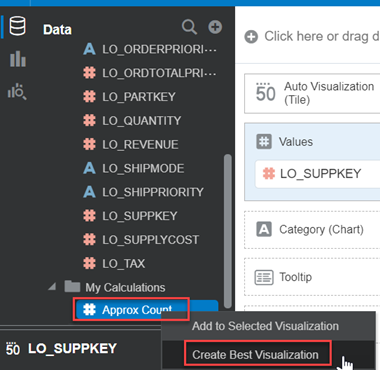 Data
Click here or drag d
A LO_ORDERPRIORI···
# LO_ORDTOTALPRI···
# LO_PARTKEY
# LO_QUANTITY
# LO_REVENUE
A LO_SHIPMODE
A LO_SHIPPRIORITY
# LO_SUPPKEY
# LO_SUPPLYCOST
# LO_TAX
My Calculations
# Approx Count
50 Auto Visualization
(Tile)
# Values
# LO_SUPPKEY
A Category (Chart)
Tooltip
Add to Selected Visualization
Create Best Visualization
50 LO_SUPPKEY